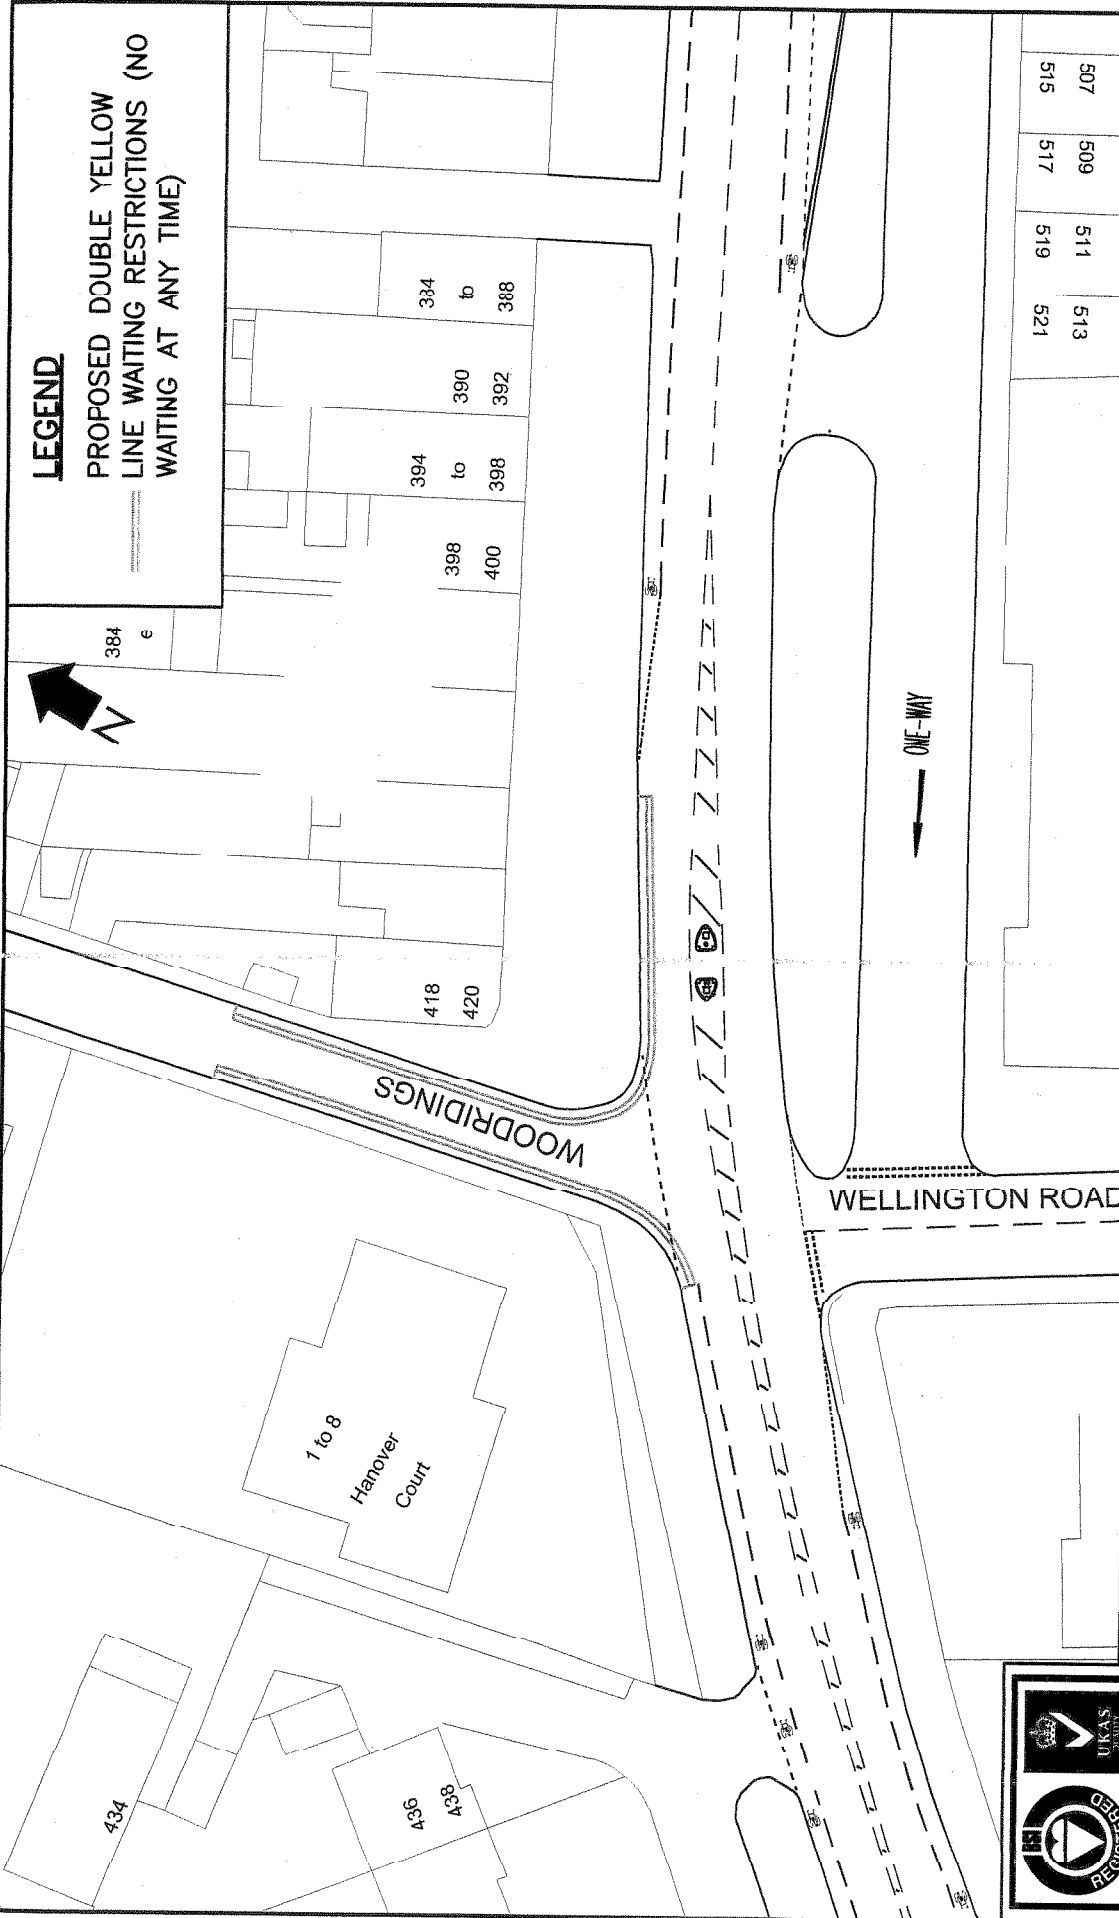 LEGEND
PROPOSED DOUBLE YELLOW
LINE WAITING RESTRICTIONS (NO
WAITING AT ANY TIME)
N
384
e
384
to
388
390
392
394
to
398
398
400
418
420
507
515
509
517
511
519
513
521
ONE-WAY
WOODRIDINGS
WELLINGTON ROAD
1 to 8
Hanover
Court
434
436
438
UKAS
BSI